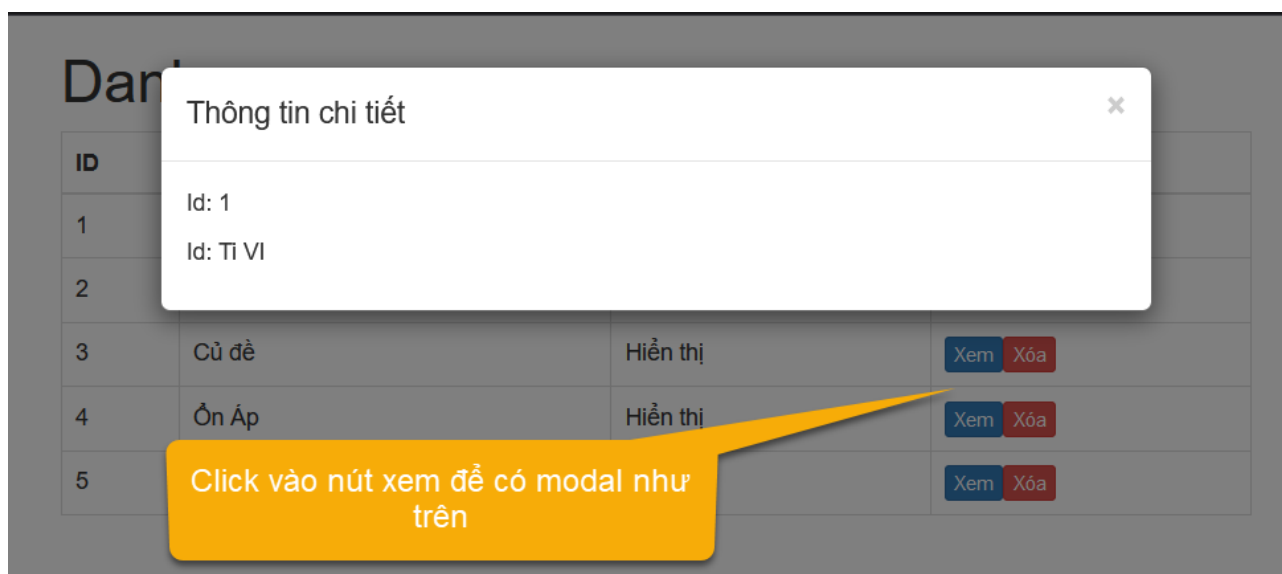 Dan
Thông tin chi tiết
×
ID
Id: 1
1
Id: Ti VI
2
3 Củ đề Hiển thị Xem Xóa
4 Ổn Áp Hiển thị Xem Xóa
5 Xem Xóa
Click vào nút xem để có modal như
trên